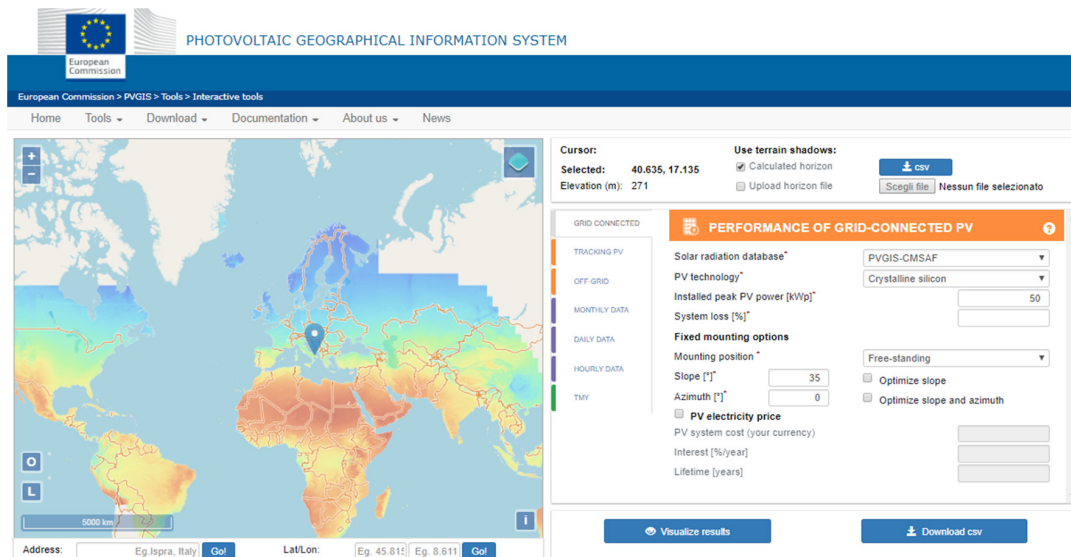 European
Commission
PHOTOVOLTAIC GEOGRAPHICAL INFORMATION SYSTEM
European Commission > PVGIS > Tools > Interactive tools
Home Tools Download Documentation About us News
+
−
O
L
5000 km
i
Address: Eg.Ispra, Italy Go! Lat/Lon: Eg. 45.815 Eg. 8.611 Go!
Cursor:
Selected: 40.635, 17.135
Elevation (m): 271
Use terrain shadows:
Calculated horizon
Upload horizon file
csv
Scegli file Nessun file selezionato
GRID CONNECTED
TRACKING PV
OFF-GRID
MONTHLY DATA
DAILY DATA
HOURLY DATA
TMY
PERFORMANCE OF GRID-CONNECTED PV ?
Solar radiation database* PVGIS-CMSAF
PV technology* Crystalline silicon
Installed peak PV power [kWp]* 50
System loss [%]*
Fixed mounting options
Mounting position * Free-standing
Slope [°]* 35 Optimize slope
Azimuth [°]* 0 Optimize slope and azimuth
PV electricity price
PV system cost (your currency)
Interest [%/year]
Lifetime [years]
Visualize results Download csv